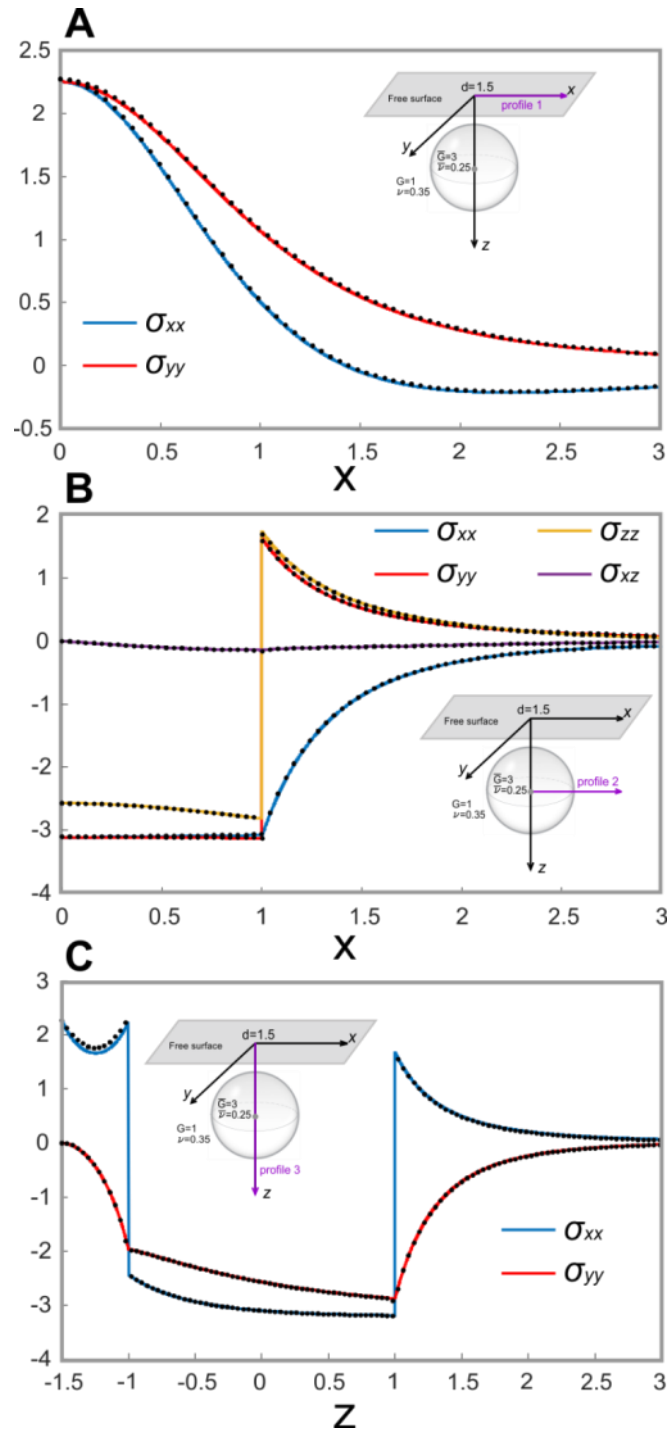 A
2.5
2
1.5
1
0.5
0
-0.5
0 0.5 1 1.5 2 2.5 3
X
σxx
σyy
d=1.5
Free surface
x
profile 1
y
G̅=3
ν̅=0.25
G=1
ν=0.35
z
B
2
1
0
-1
-2
-3
-4
0 0.5 1 1.5 2 2.5 3
X
σxx σzz
σyy σxz
d=1.5
Free surface
x
y
G̅=3
ν̅=0.25
profile 2
G=1
ν=0.35
z
C
3
2
1
0
-1
-2
-3
-4
-1.5 -1 -0.5 0 0.5 1 1.5 2 2.5 3
Z
d=1.5
Free surface
x
y
G̅=3
ν̅=0.25
G=1
ν=0.35
profile 3
z
σxx
σyy